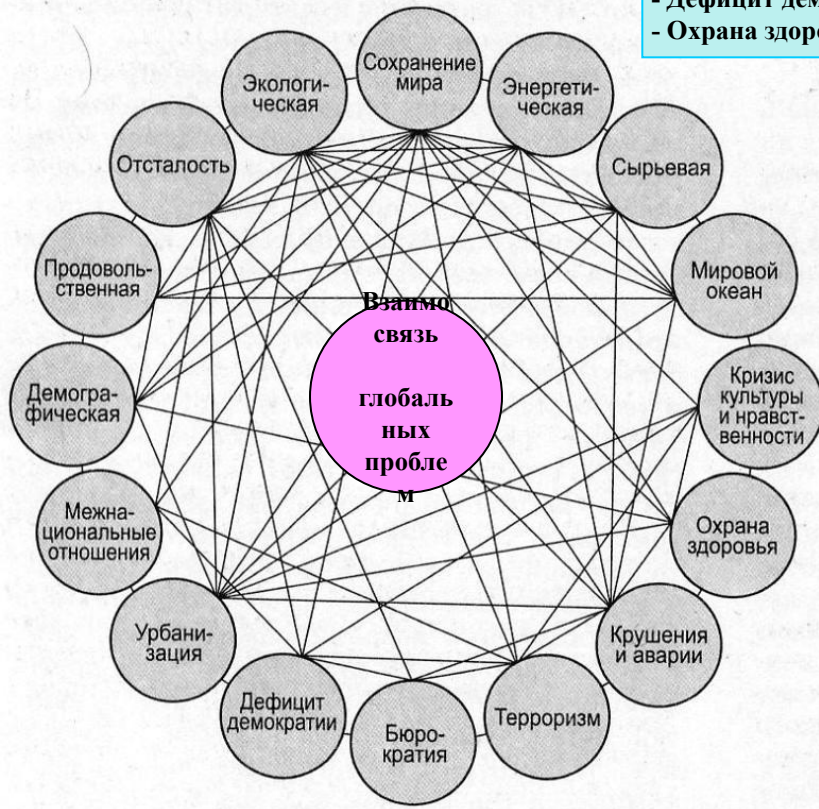 - Охрана здоро
Сохранение
мира
Энергети-
ческая
Сырьевая
Мировой
океан
Кризис
культуры
и нравст-
венности
Охрана
здоровья
Крушения
и аварии
Терроризм
Бюро-
кратия
Дефицит
демократии
Урбани-
зация
Межна-
циональные
отношения
Демогра-
фическая
Продоволь-
ственная
Отсталость
Экологи-
ческая
Взаимо
связь
глобаль
ных
пробле
м